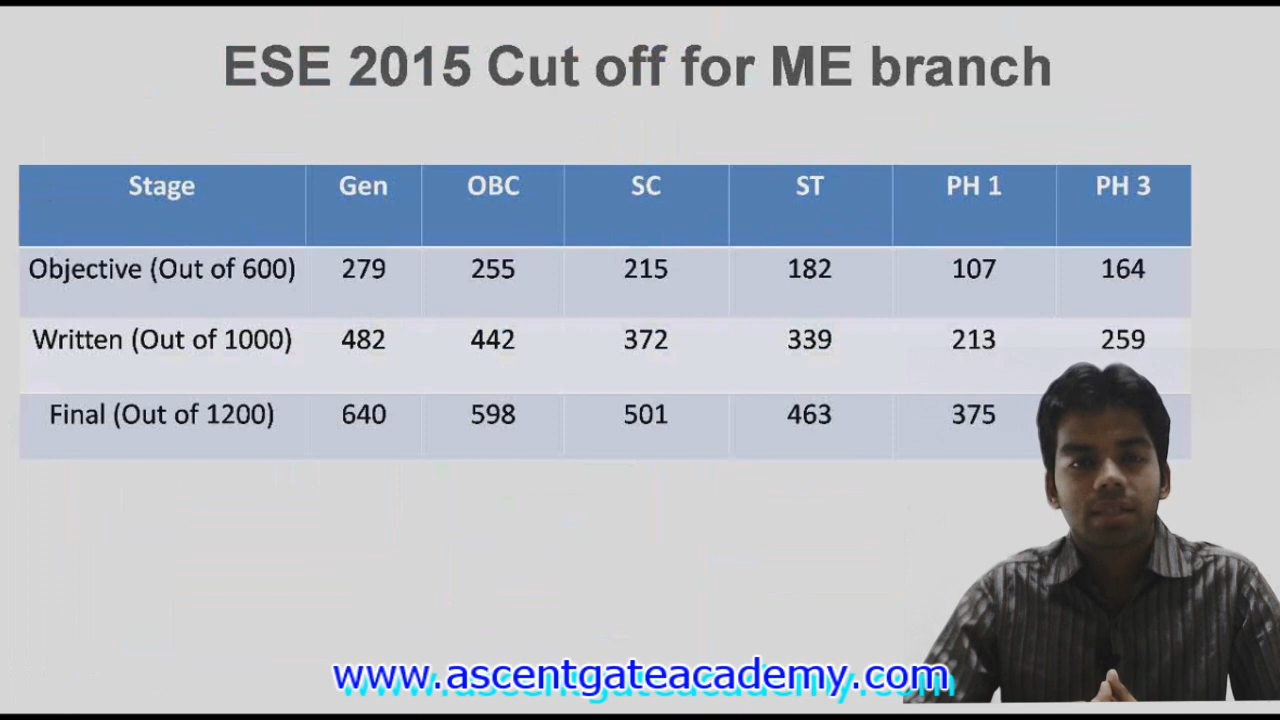 ESE 2015 Cut off for ME branch
Stage Gen OBC SC ST PH 1 PH 3
Objective (Out of 600) 279 255 215 182 107 164
Written (Out of 1000) 482 442 372 339 213 259
Final (Out of 1200) 640 598 501 463 375
www.ascentgateacademy.com